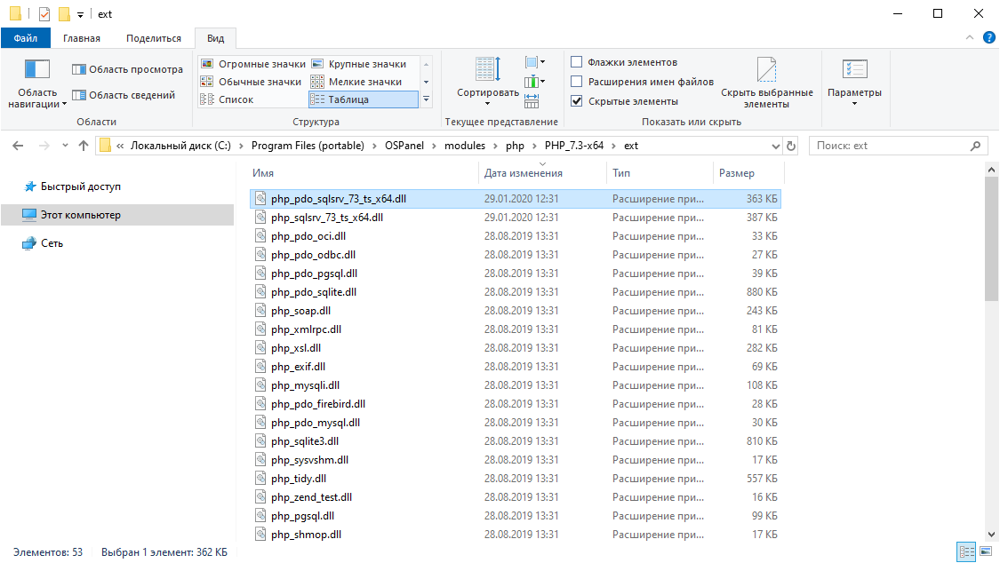 ext
Файл Главная Поделиться Вид
Область навигации
Область просмотра
Область сведений
Области
Огромные значки Крупные значки
Обычные значки Мелкие значки
Список Таблица
Структура
Сортировать
Текущее представление
Флажки элементов
Расширения имен файлов
Скрытые элементы
Скрыть выбранные
элементы
Показать или скрыть
Параметры
« Локальный диск (C:) › Program Files (portable) › OSPanel › modules › php › PHP_7.3-x64 › ext
Поиск: ext
Быстрый доступ
Этот компьютер
Сеть
Имя Дата изменения Тип Размер
php_pdo_sqlsrv_73_ts_x64.dll 29.01.2020 12:31 Расширение при... 363 КБ
php_sqlsrv_73_ts_x64.dll 29.01.2020 12:31 Расширение при... 387 КБ
php_pdo_oci.dll 28.08.2019 13:31 Расширение при... 33 КБ
php_pdo_odbc.dll 28.08.2019 13:31 Расширение при... 27 КБ
php_pdo_pgsql.dll 28.08.2019 13:31 Расширение при... 39 КБ
php_pdo_sqlite.dll 28.08.2019 13:31 Расширение при... 880 КБ
php_soap.dll 28.08.2019 13:31 Расширение при... 243 КБ
php_xmlrpc.dll 28.08.2019 13:31 Расширение при... 81 КБ
php_xsl.dll 28.08.2019 13:31 Расширение при... 282 КБ
php_exif.dll 28.08.2019 13:31 Расширение при... 69 КБ
php_mysqli.dll 28.08.2019 13:31 Расширение при... 108 КБ
php_pdo_firebird.dll 28.08.2019 13:31 Расширение при... 28 КБ
php_pdo_mysql.dll 28.08.2019 13:31 Расширение при... 30 КБ
php_sqlite3.dll 28.08.2019 13:31 Расширение при... 810 КБ
php_sysvshm.dll 28.08.2019 13:31 Расширение при... 17 КБ
php_tidy.dll 28.08.2019 13:31 Расширение при... 557 КБ
php_zend_test.dll 28.08.2019 13:31 Расширение при... 16 КБ
php_pgsql.dll 28.08.2019 13:31 Расширение при... 99 КБ
php_shmop.dll 28.08.2019 13:31 Расширение при... 17 КБ
Элементов: 53 Выбран 1 элемент: 362 КБ